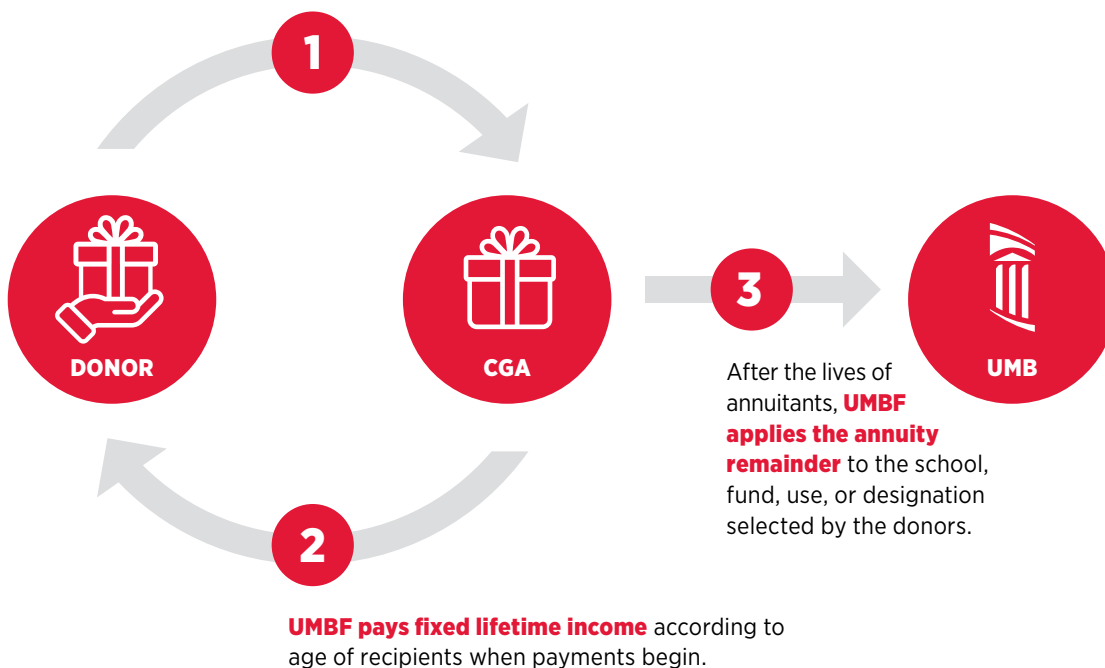 1
DONOR
CGA
3
UMB
After the lives of
annuitants, UMBF
applies the annuity
remainder to the school,
fund, use, or designation
selected by the donors.
2
UMBF pays fixed lifetime income according to
age of recipients when payments begin.